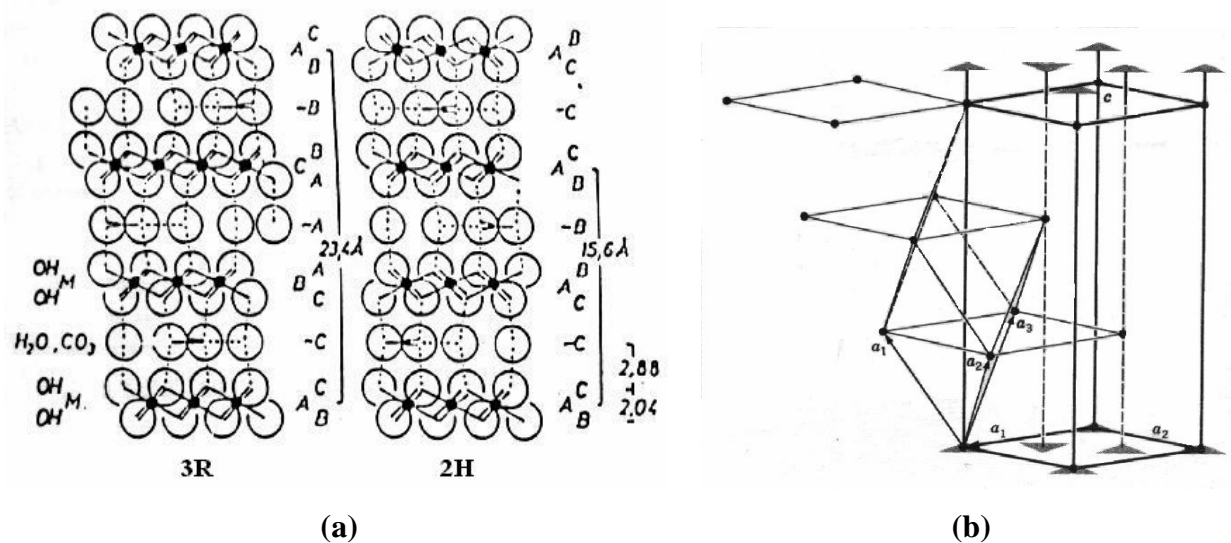 C
A
B
-B
B
C
A
-A
23,4Å
OH
M
OH
A
B
C
H₂O, CO₃
-C
OH
M.
OH
C
A
B
3R
B
A
C
-C
C
A
B
-B
15,6Å
B
A
C
-C
2,88
2,04
C
A
B
2H
(a)
c
a₁
a₂
a₃
a₁
a₂
(b)